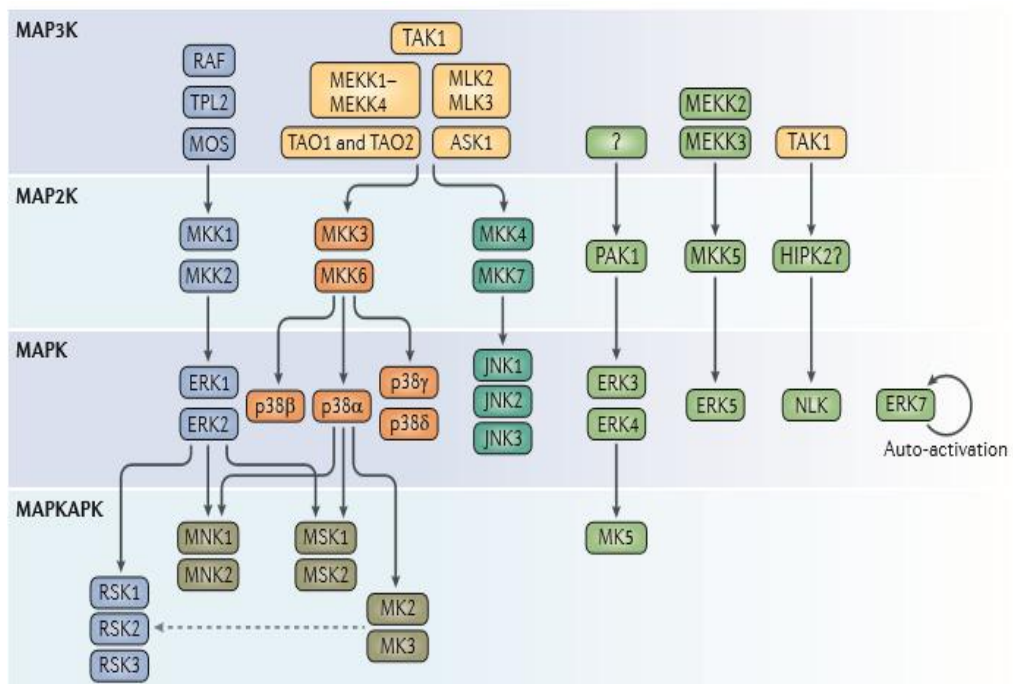 MAP3K
TAK1
RAF
MEKK1–
MEKK4
MLK2
MLK3
TPL2
MEKK2
MOS
TAO1 and TAO2
ASK1
?
MEKK3
TAK1
MAP2K
MKK1
MKK3
MKK4
PAK1
MKK5
HIPK2?
MKK2
MKK6
MKK7
MAPK
ERK1
p38β
p38α
p38γ
JNK1
ERK3
ERK5
NLK
ERK7
JNK2
ERK2
p38δ
ERK4
JNK3
Auto-activation
MAPKAPK
MNK1
MSK1
MK5
MNK2
MSK2
RSK1
MK2
RSK2
MK3
RSK3